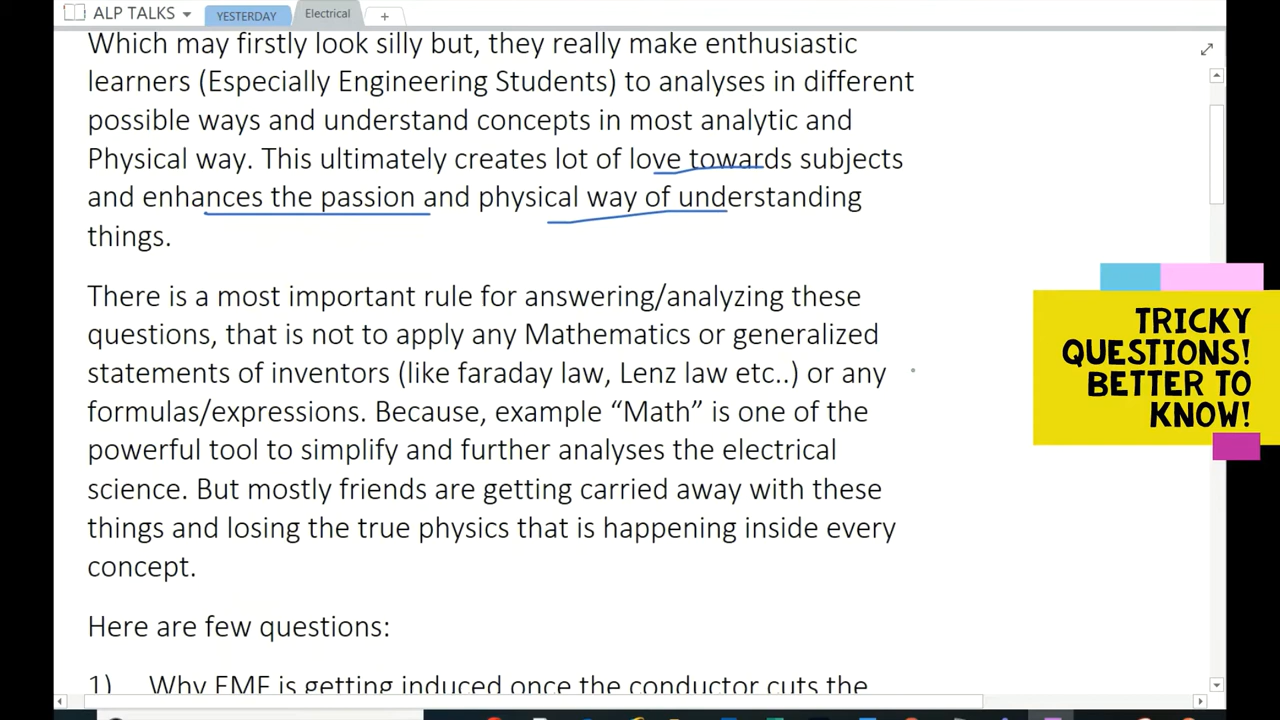 ALP TALKS
YESTERDAY
Electrical
Which may firstly look silly but, they really make enthusiastic
learners (Especially Engineering Students) to analyses in different
possible ways and understand concepts in most analytic and
Physical way. This ultimately creates lot of love towards subjects
and enhances the passion and physical way of understanding
things.
There is a most important rule for answering/analyzing these
questions, that is not to apply any Mathematics or generalized
statements of inventors (like faraday law, Lenz law etc..) or any
formulas/expressions. Because, example “Math” is one of the
powerful tool to simplify and further analyses the electrical
science. But mostly friends are getting carried away with these
things and losing the true physics that is happening inside every
concept.
Here are few questions:
1) Why EMF is getting induced once the conductor cuts the
TRICKY
QUESTIONS!
BETTER TO
KNOW!